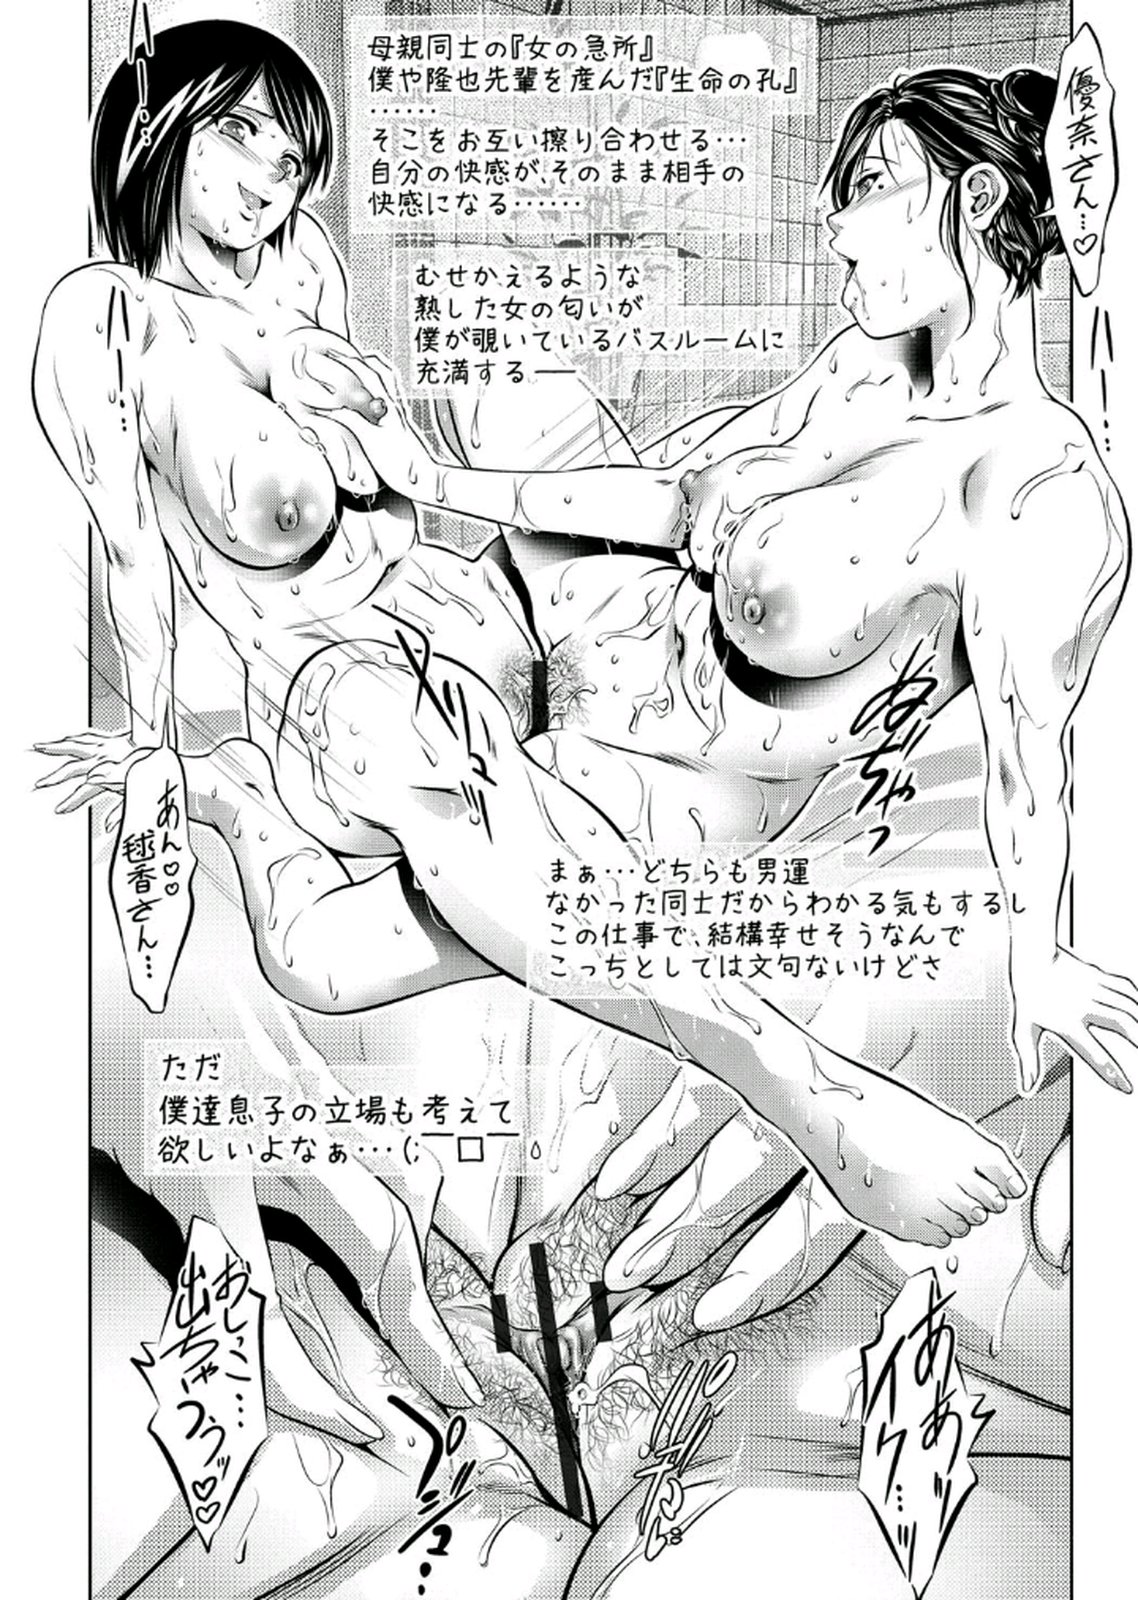 母親同士の『女の急所』
僕や隆也先輩を産んだ『生命の孔』
……
そこをお互い擦り合わせる…
自分の快感が、そのまま相手の
快感になる……
優奈さん…♡
むせかえるような
熟した女の匂いが
僕が覗いているバスルームに
充満する――
あん♡♡
毬香さん…
ぬちゃっ
まぁ…どちらも男運
なかった同士だからわかる気もするし
この仕事で、結構幸せそうなんで
こっちとしては文句ないけどさ
ただ
僕達息子の立場も考えて
欲しいよなぁ…(;￣□￣
おしっこ…
出ちゃうッ♡♡
ああぁ
イク…ッ